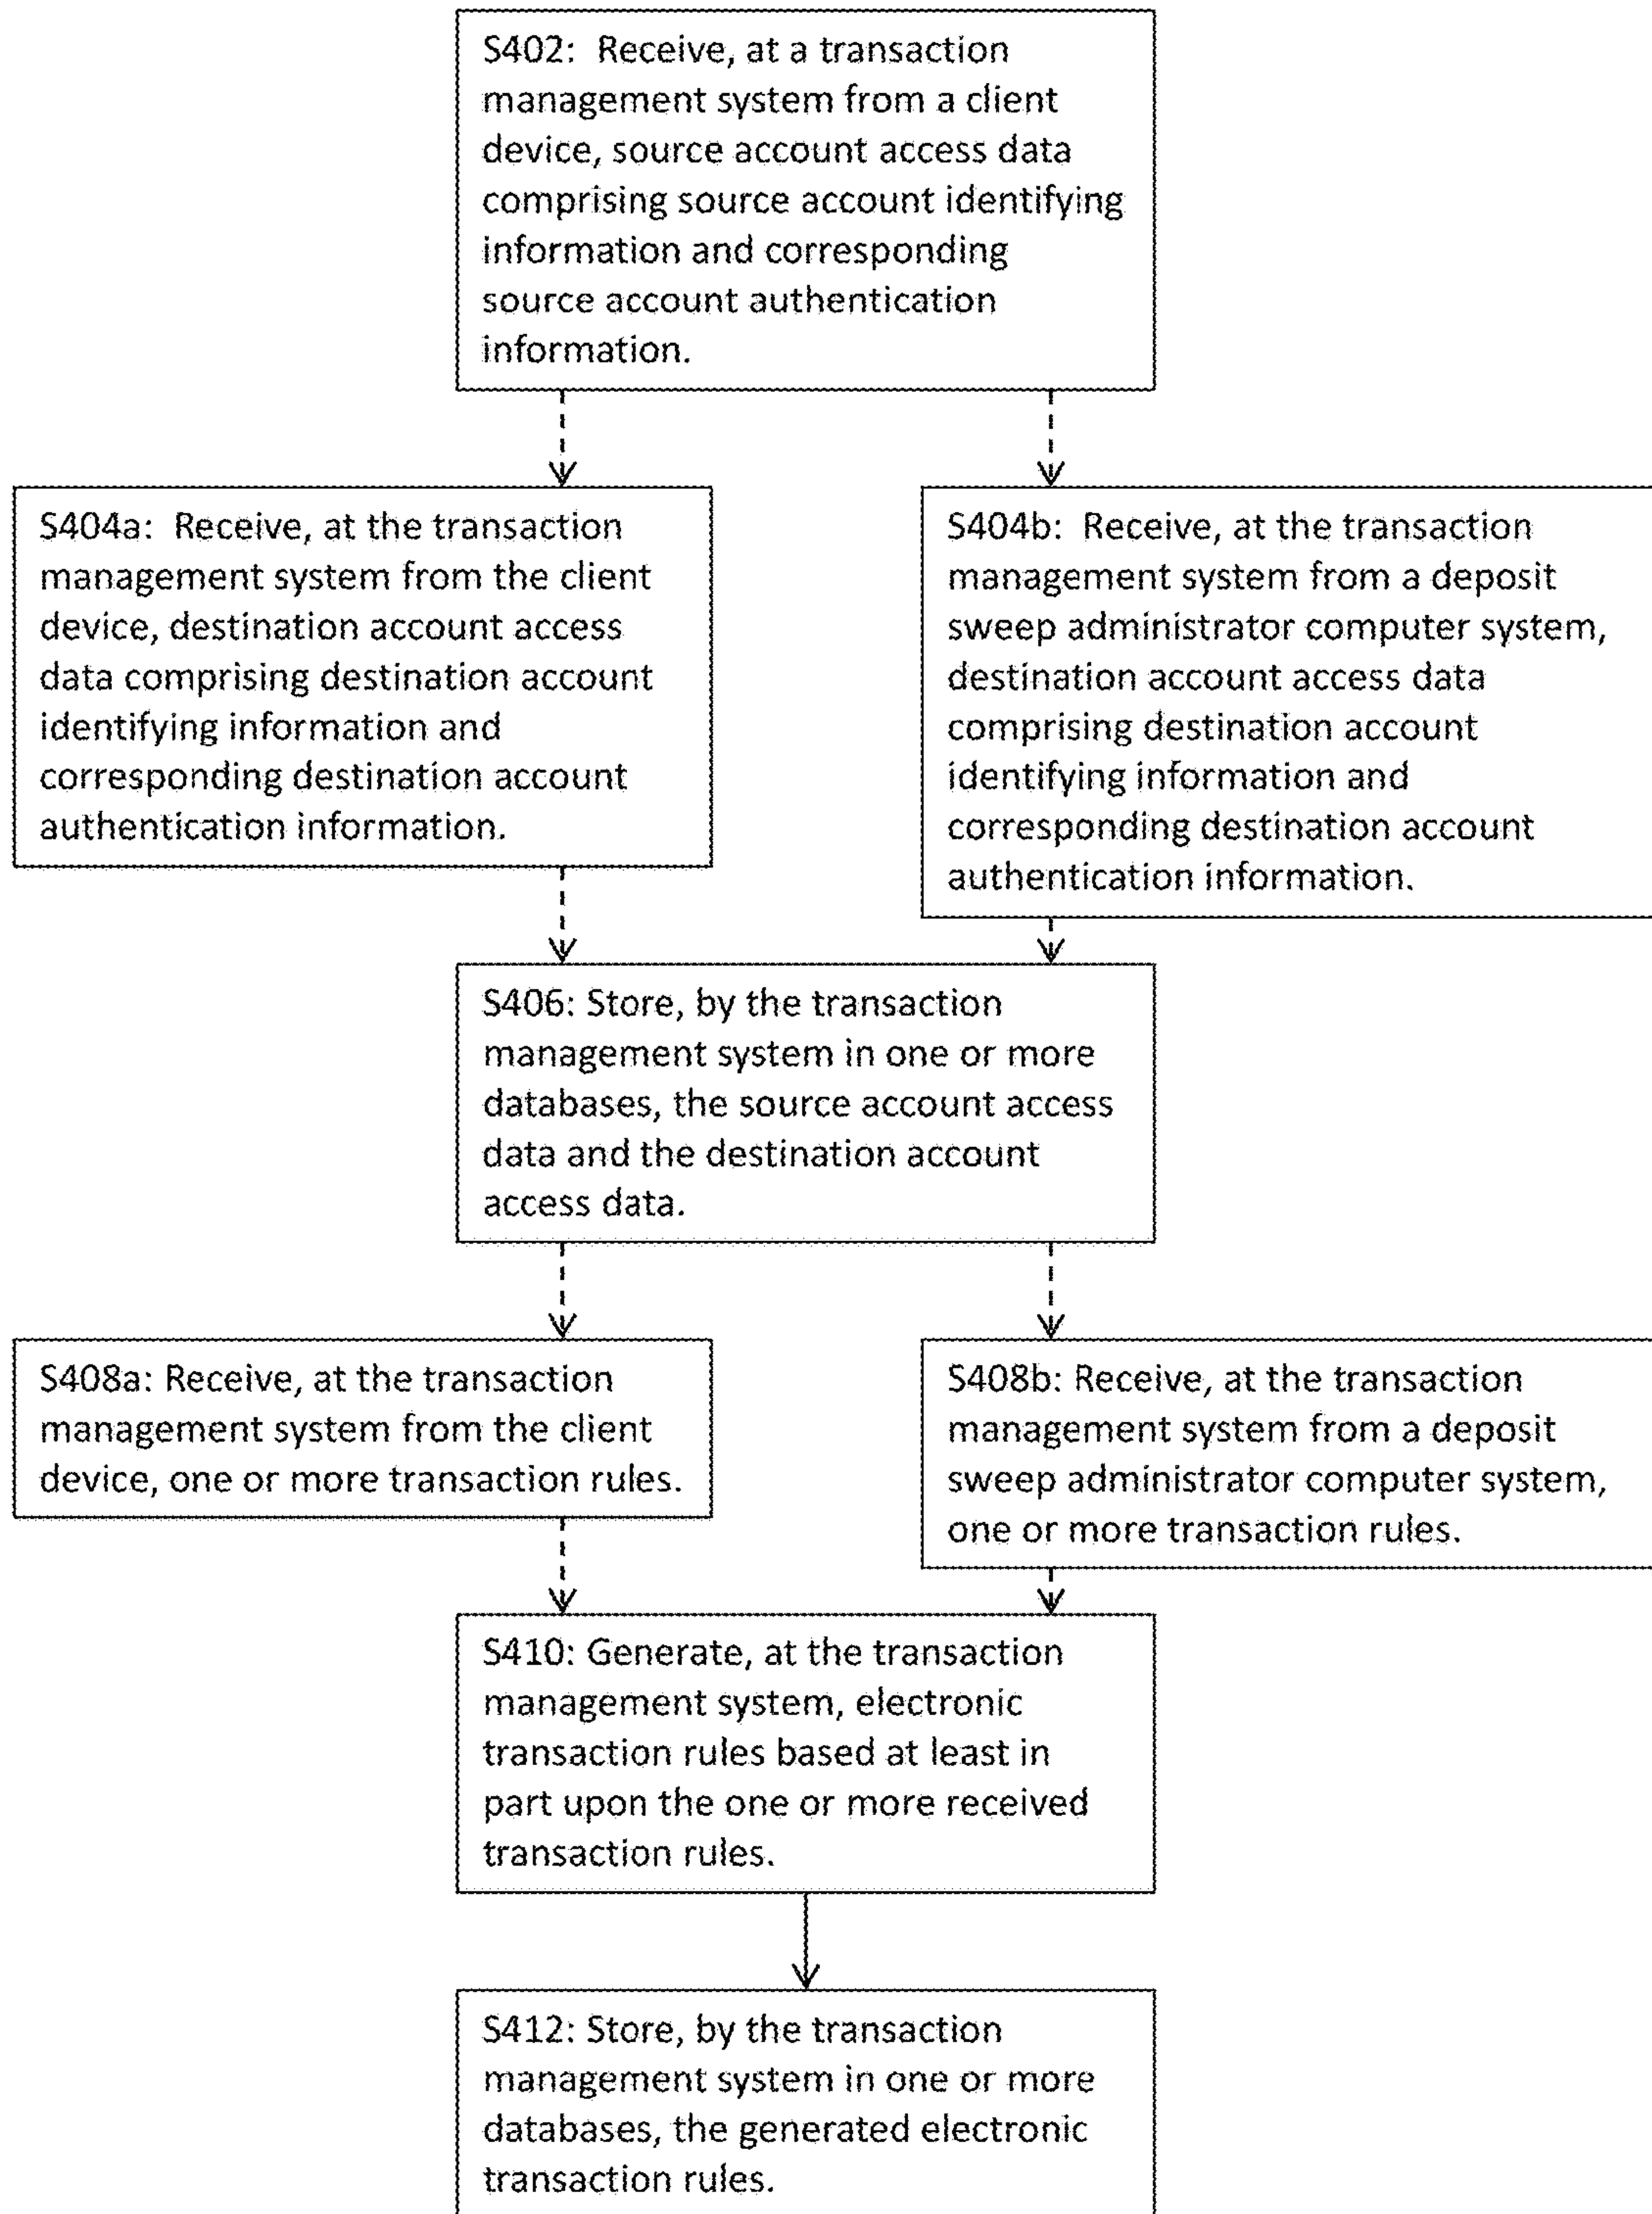 S402: Receive, at a transaction
management system from a client
device, source account access data
comprising source account identifying
information and corresponding
source account authentication
information.
S404a: Receive, at the transaction
management system from the client
device, destination account access
data comprising destination account
identifying information and
corresponding destination account
authentication information.
S404b: Receive, at the transaction
management system from a deposit
sweep administrator computer system,
destination account access data
comprising destination account
identifying information and
corresponding destination account
authentication information.
S406: Store, by the transaction
management system in one or more
databases, the source account access
data and the destination account
access data.
S408a: Receive, at the transaction
management system from the client
device, one or more transaction rules.
S408b: Receive, at the transaction
management system from a deposit
sweep administrator computer system,
one or more transaction rules.
S410: Generate, at the transaction
management system, electronic
transaction rules based at least in
part upon the one or more received
transaction rules.
S412: Store, by the transaction
management system in one or more
databases, the generated electronic
transaction rules.